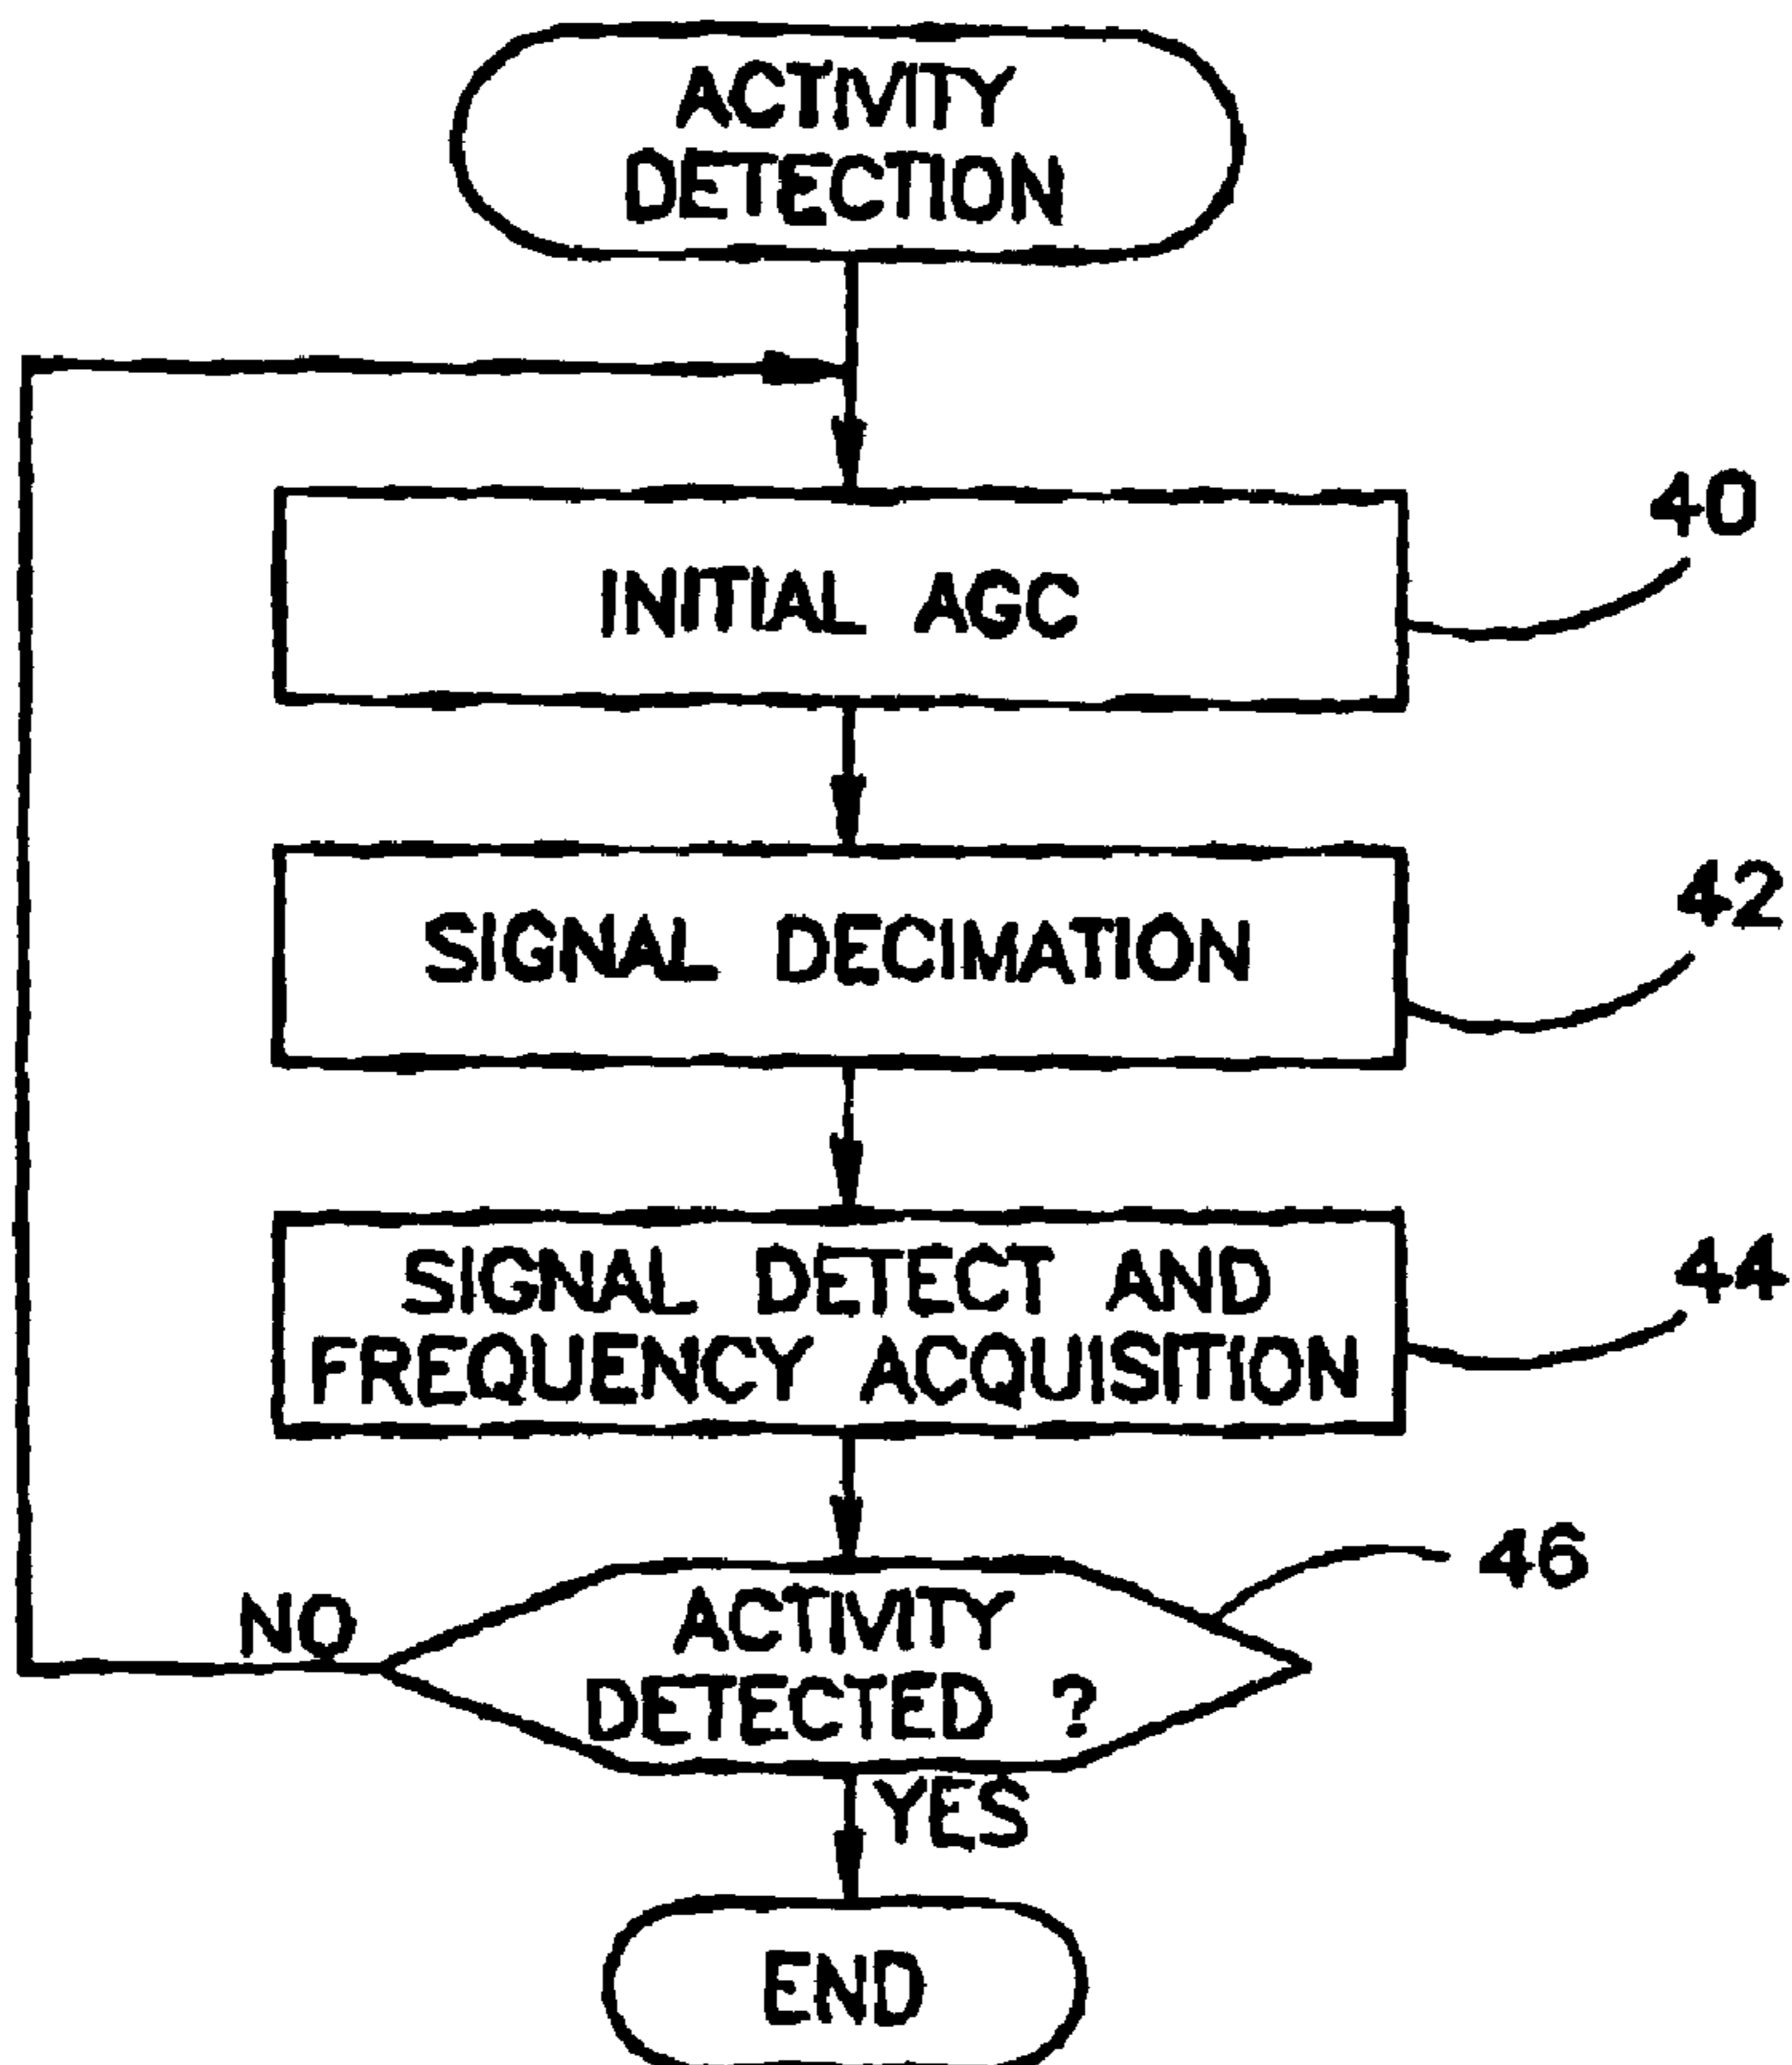 ACTIVITY
DETECTION
INITIAL AGC
40
SIGNAL DECIMATION
42
SIGNAL DETECT AND
FREQUENCY ACQUISITION
44
ACTIVITY
DETECTED ?
46
NO
YES
END